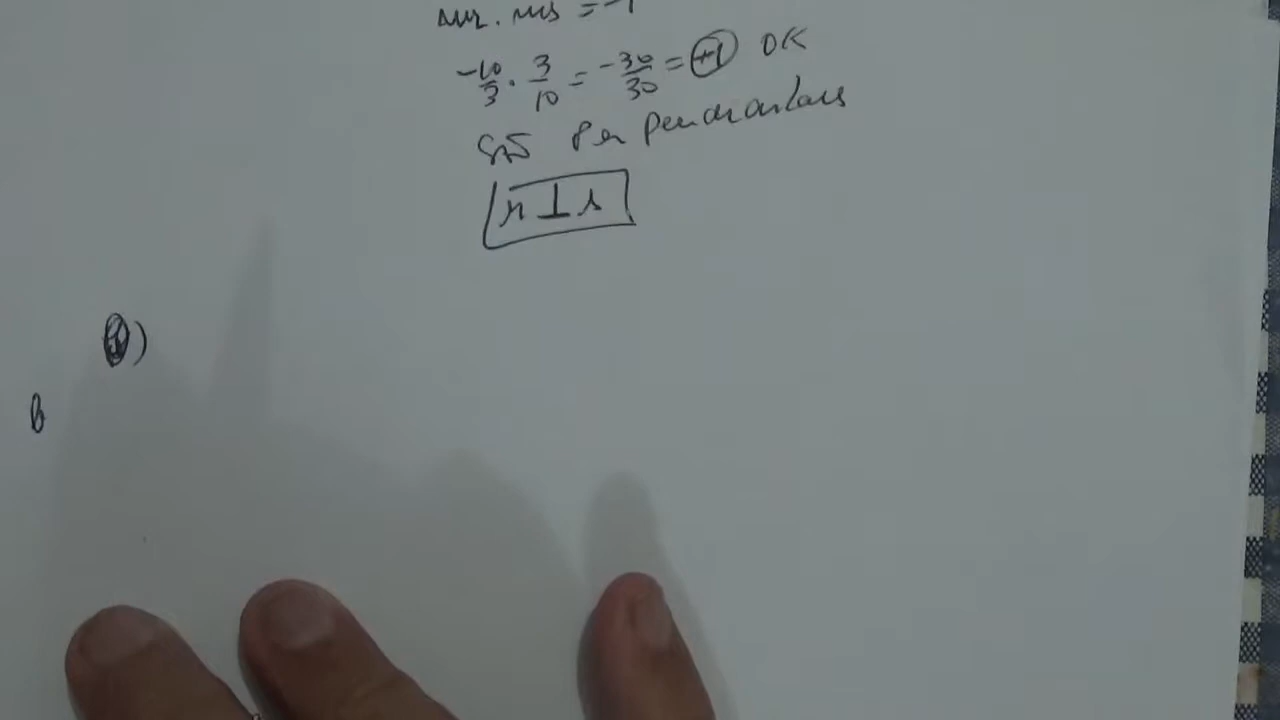 mr . ms = -1
-10/3 . 3/10 = -30/30 = -1 OK
São Perpendiculares
r ⊥ s
)
b